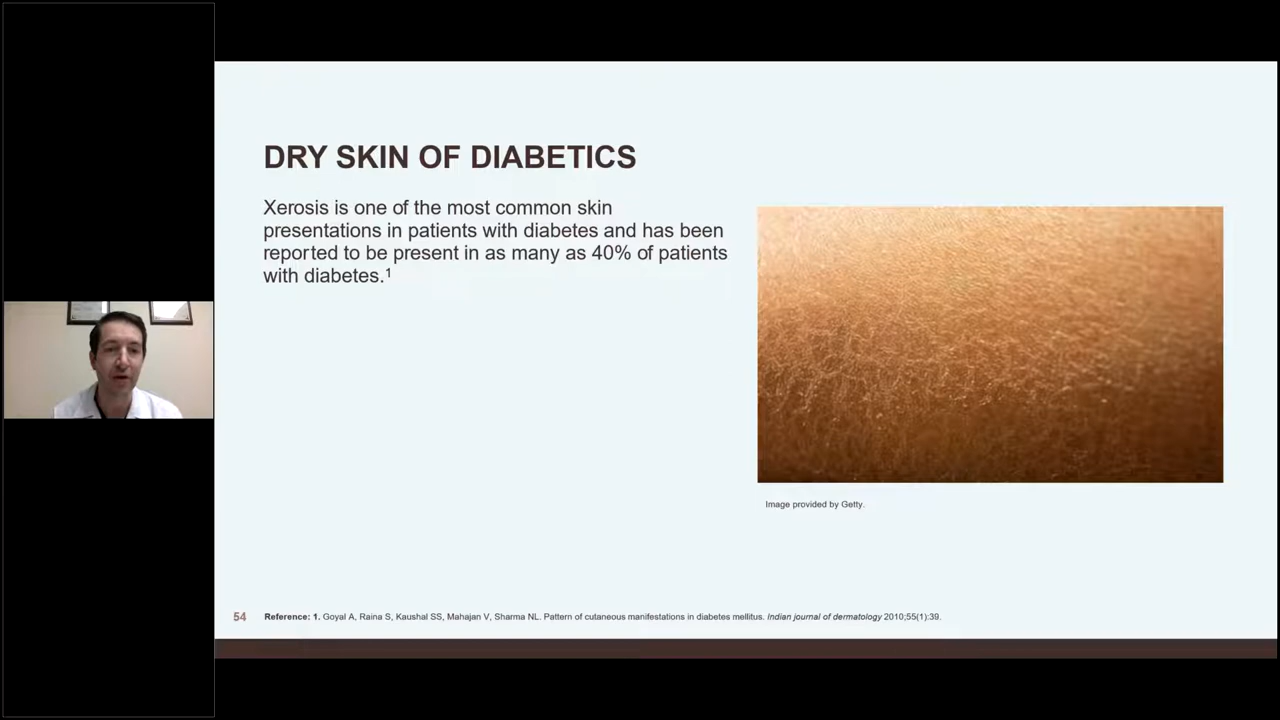 DRY SKIN OF DIABETICS
Xerosis is one of the most common skin
presentations in patients with diabetes and has been
reported to be present in as many as 40% of patients
with diabetes.¹
Image provided by Getty.
54 Reference: 1. Goyal A, Raina S, Kaushal SS, Mahajan V, Sharma NL. Pattern of cutaneous manifestations in diabetes mellitus. Indian journal of dermatology 2010;55(1):39.